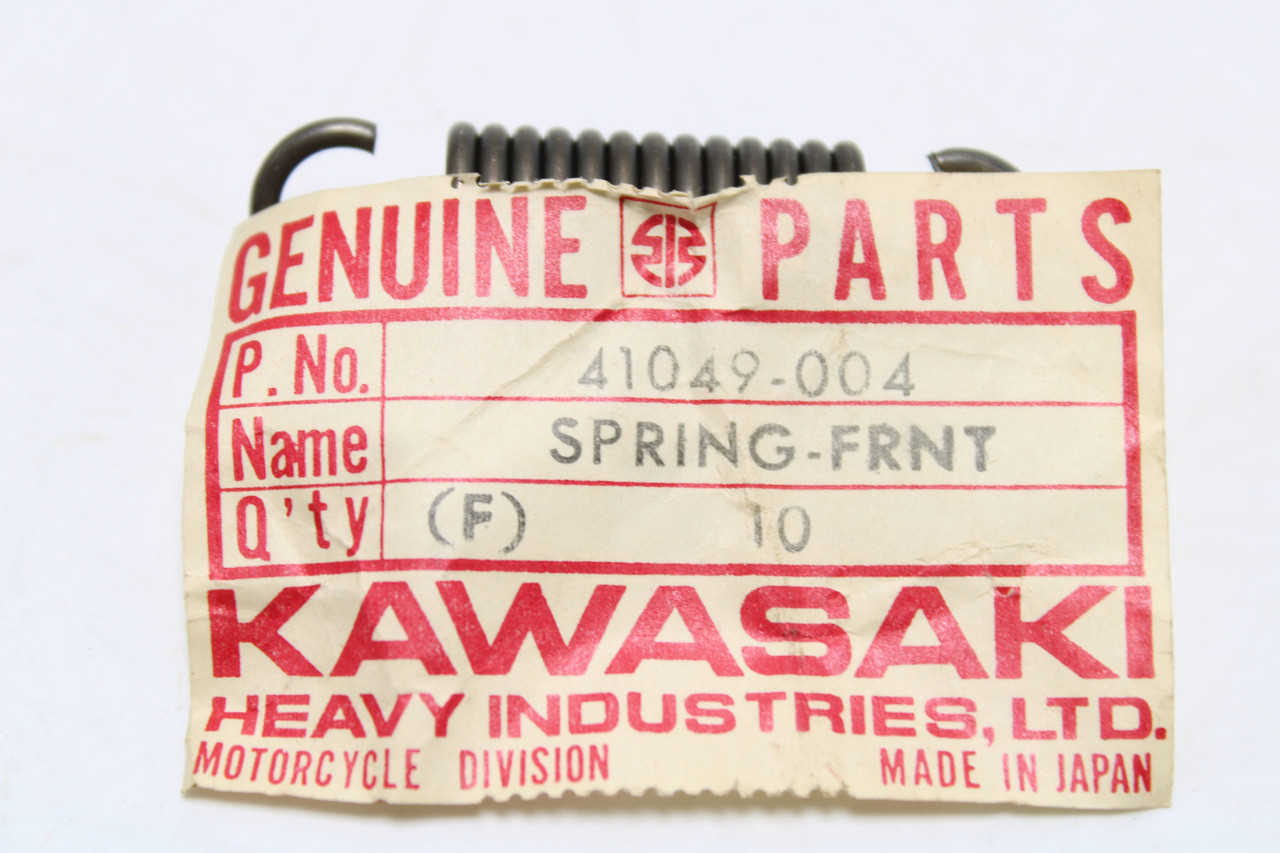 GENUINE PARTS
P. No. 41049-004
Name SPRING-FRNT
Q'ty (F) 10
KAWASAKI
HEAVY INDUSTRIES, LTD.
MOTORCYCLE DIVISION MADE IN JAPAN